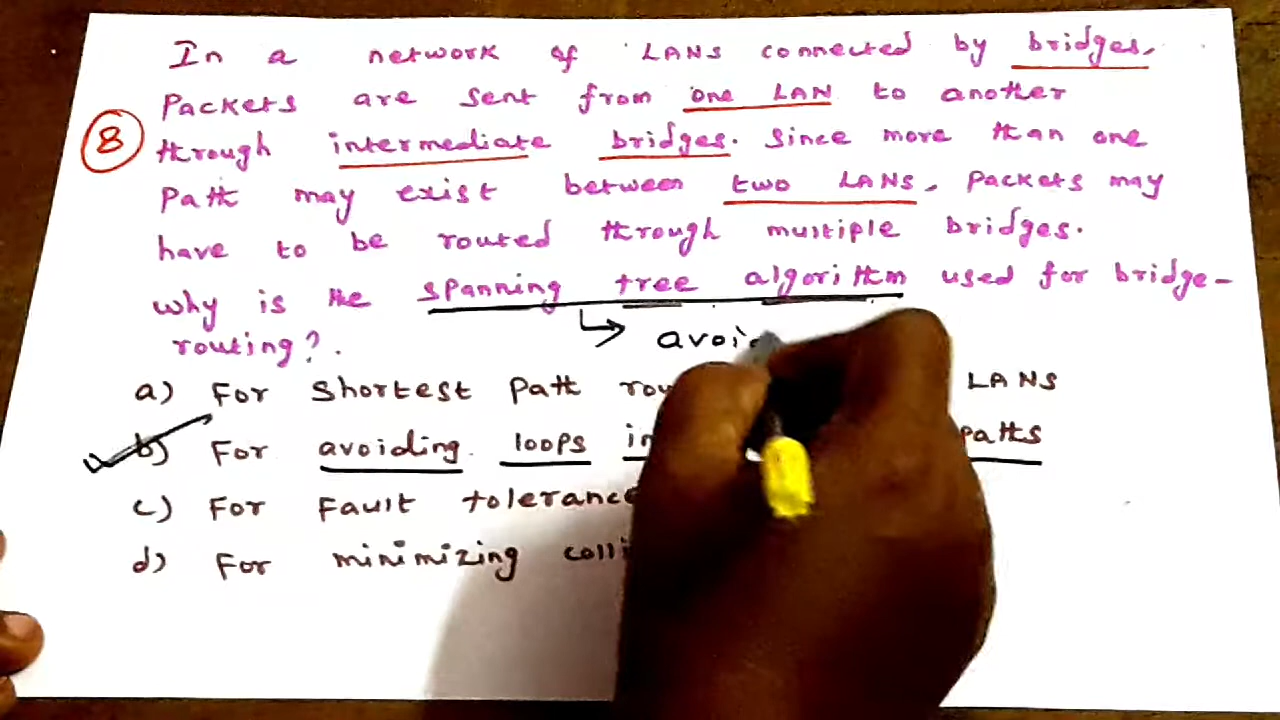 In a network of LANS connected by bridges,
Packets are sent from one LAN to another
8 through intermediate bridges. Since more than one
Path may exist between two LANS, Packets may
have to be routed through multiple bridges.
why is the spanning tree algorithm used for bridge-
routing?.
↳ avoid
a) For Shortest Path LANS
b) For avoiding loops in paths
c) For Fault tolerance
d) For minimizing colli